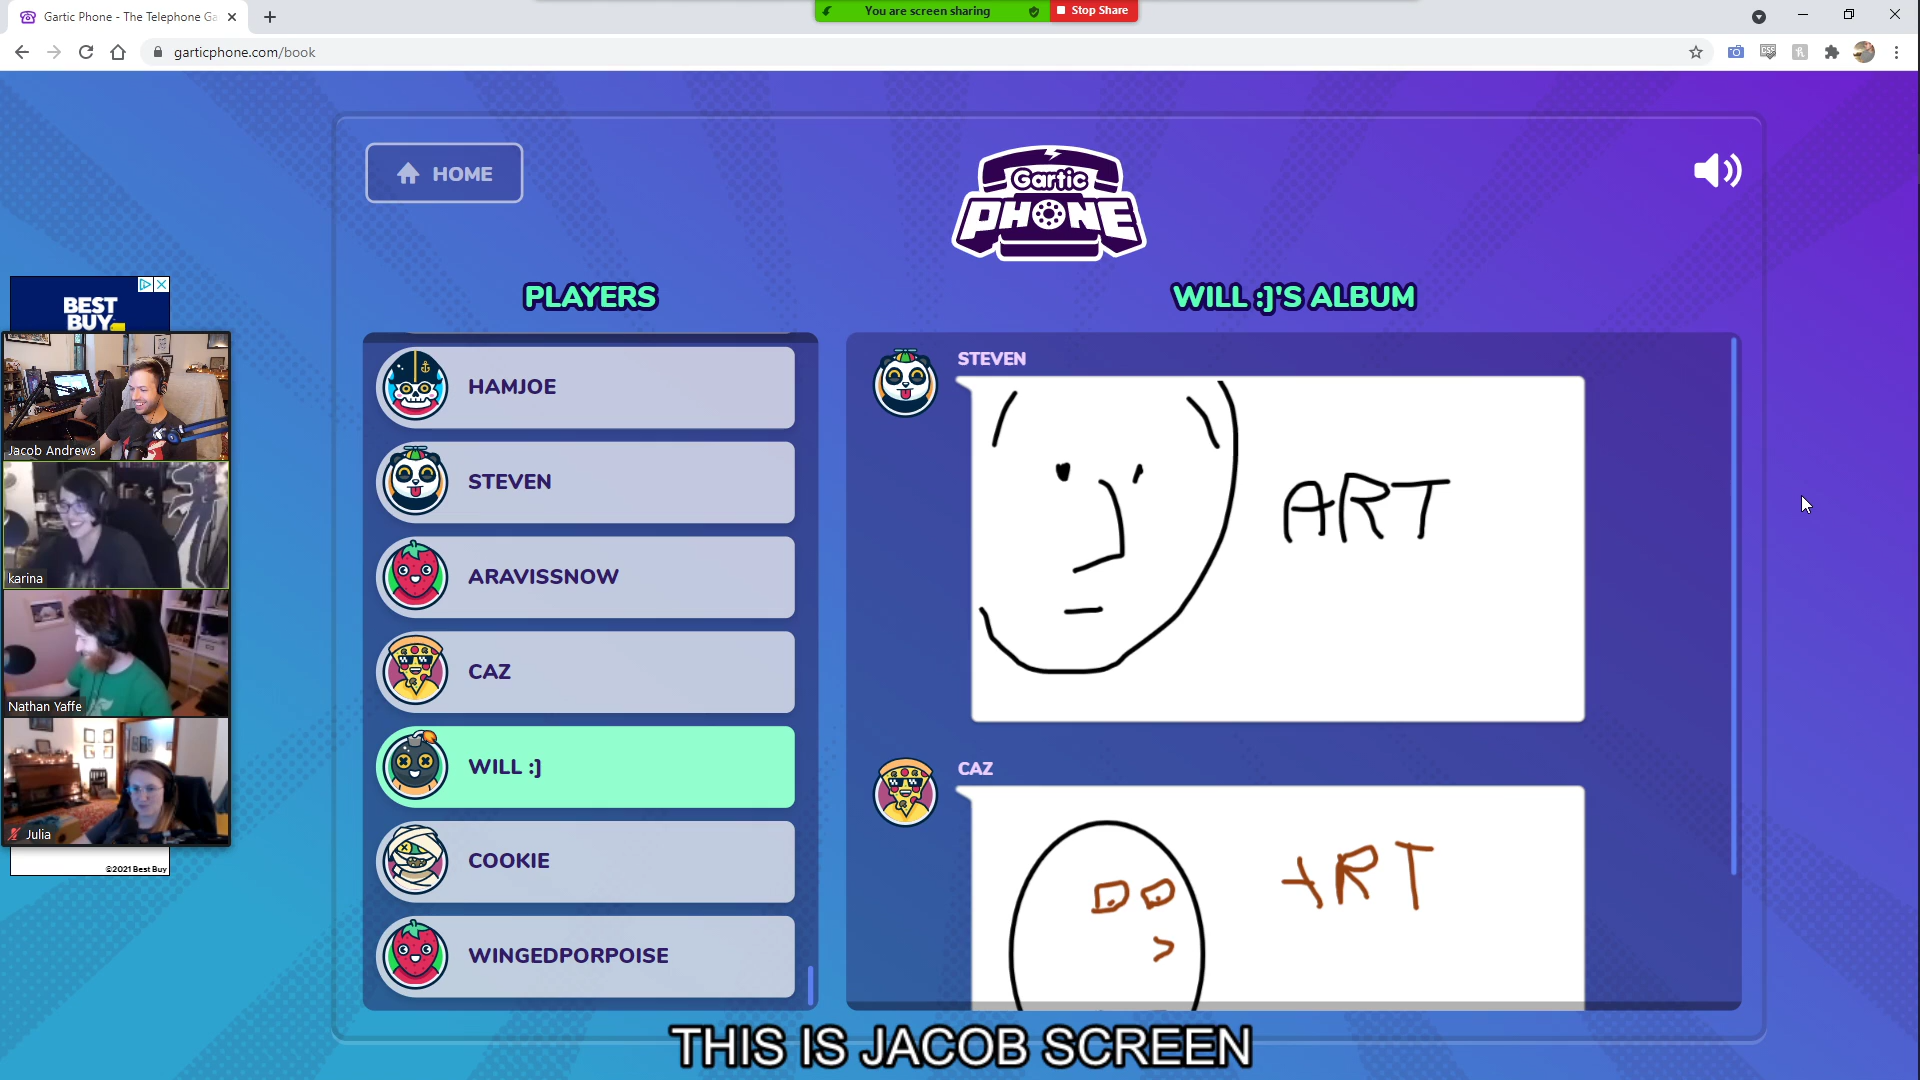 Gartic Phone - The Telephone Ga
You are screen sharing
Stop Share
garticphone.com/book
HOME
Gartic
PHONE
PLAYERS
WILL :]'S ALBUM
BEST
BUY
Jacob Andrews
karina
Nathan Yaffe
Julia
©2021 Best Buy
HAMJOE
STEVEN
ARAVISSNOW
CAZ
WILL :]
COOKIE
WINGEDPORPOISE
STEVEN
ART
CAZ
ART
THIS IS JACOB SCREEN